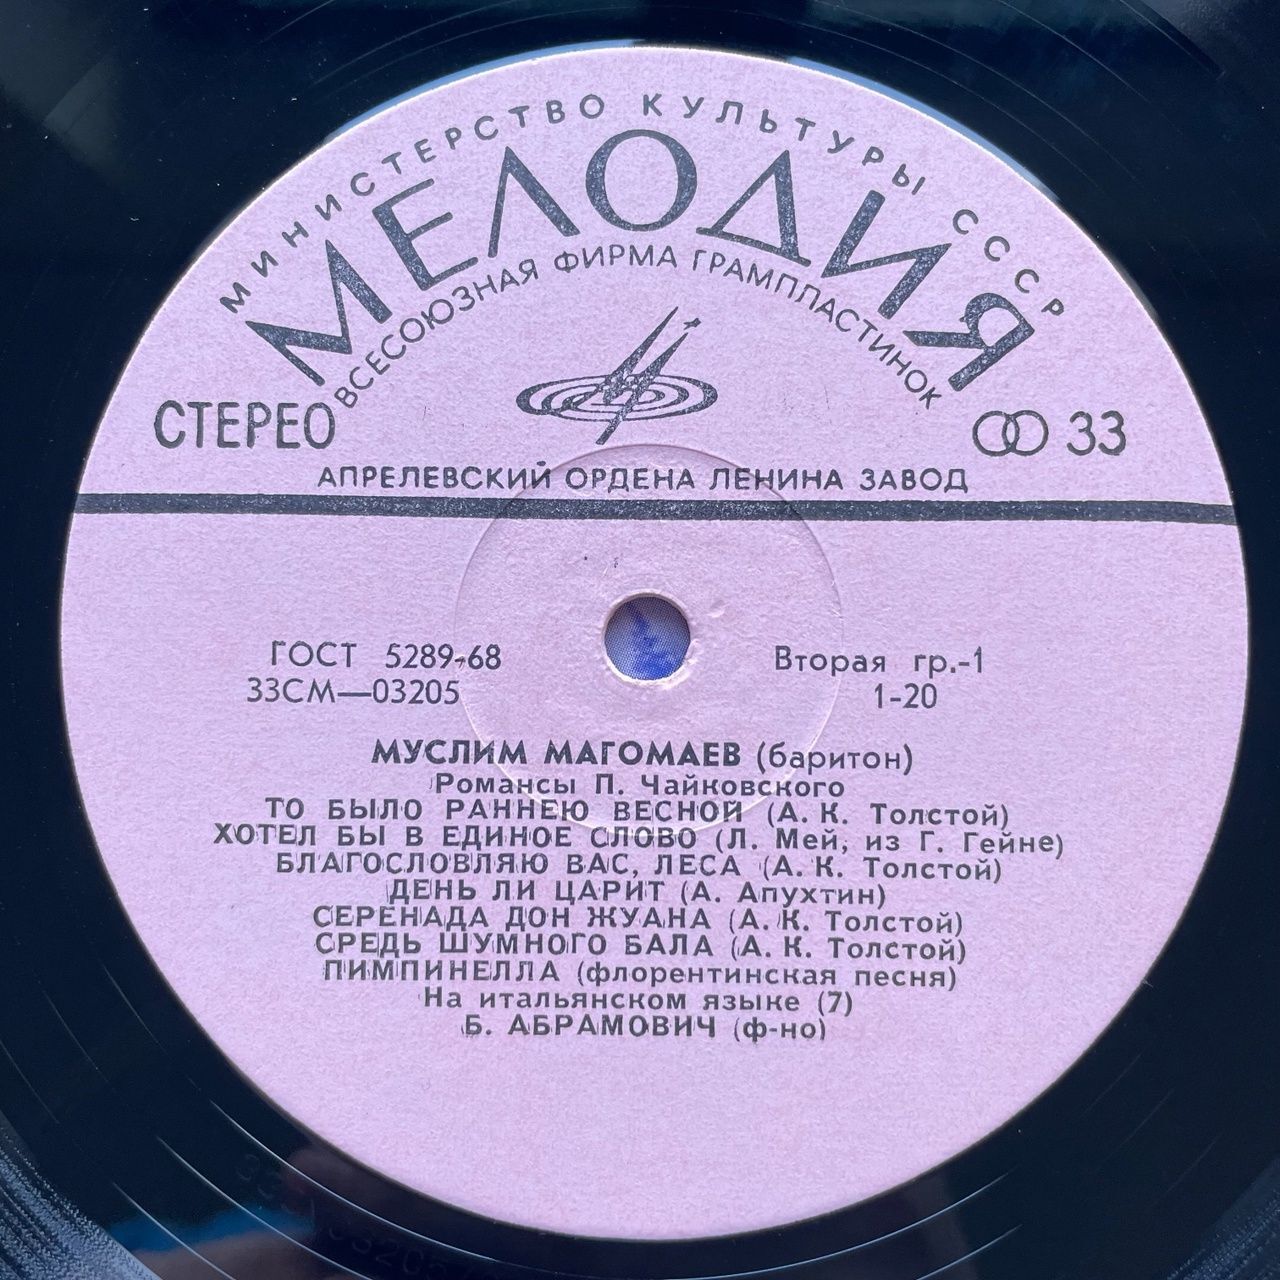 МИНИСТЕРСТВО КУЛЬТУРЫ СССР
МЕЛОДИЯ
ВСЕСОЮЗНАЯ ФИРМА ГРАМПЛАСТИНОК
СТЕРЕО
33
АПРЕЛЕВСКИЙ ОРДЕНА ЛЕНИНА ЗАВОД
ГОСТ 5289-68
Вторая гр.-1
33СМ—03205
1-20
МУСЛИМ МАГОМАЕВ (баритон)
Романсы П. Чайковского
ТО БЫЛО РАННЕЮ ВЕСНОЙ (А. К. Толстой)
ХОТЕЛ БЫ В ЕДИНОЕ СЛОВО (Л. Мей, из Г. Гейне)
БЛАГОСЛОВЛЯЮ ВАС, ЛЕСА (А. К. Толстой)
ДЕНЬ ЛИ ЦАРИТ (А. Апухтин)
СЕРЕНАДА ДОН ЖУАНА (А. К. Толстой)
СРЕДЬ ШУМНОГО БАЛА (А. К. Толстой)
ПИМПИНЕЛЛА (флорентинская песня)
На итальянском языке (7)
Б. АБРАМОВИЧ (ф-но)